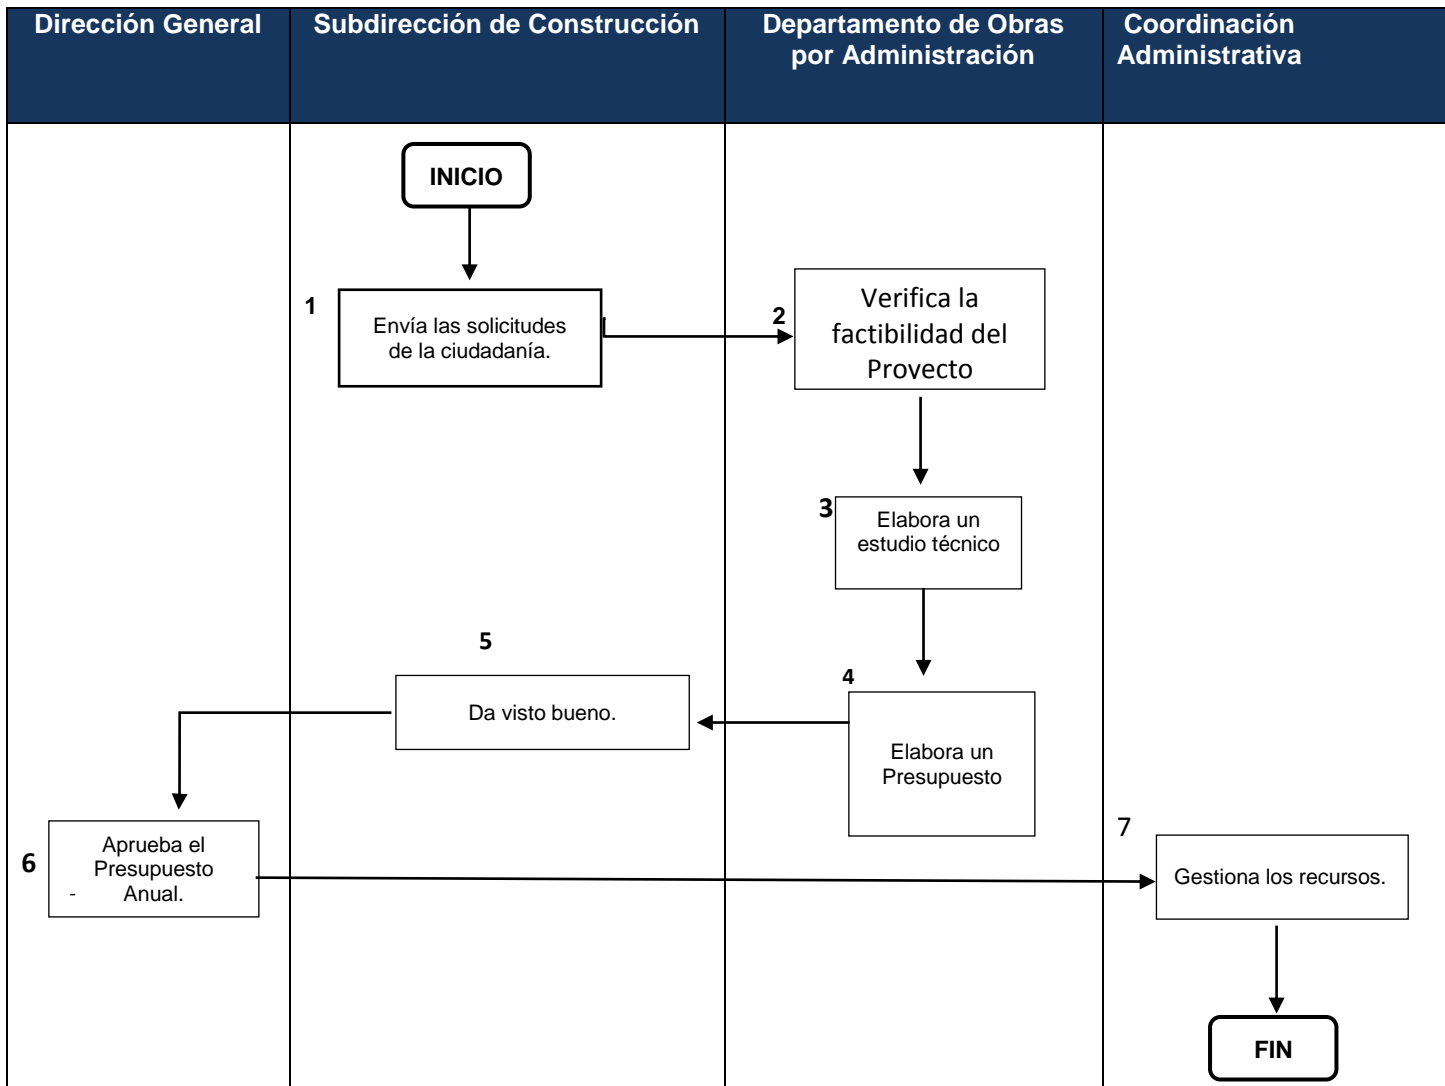 Dirección General
Subdirección de Construcción
Departamento de Obras
por Administración
Coordinación
Administrativa
INICIO
1
Envía las solicitudes
de la ciudadanía.
2
Verifica la
factibilidad del
Provecto
3
Elabora un
estudio técnico
4
Elabora un
Presupuesto
5
Da visto bueno.
6
Aprueba el
Presupuesto
- Anual.
7
Gestiona los recursos.
FIN